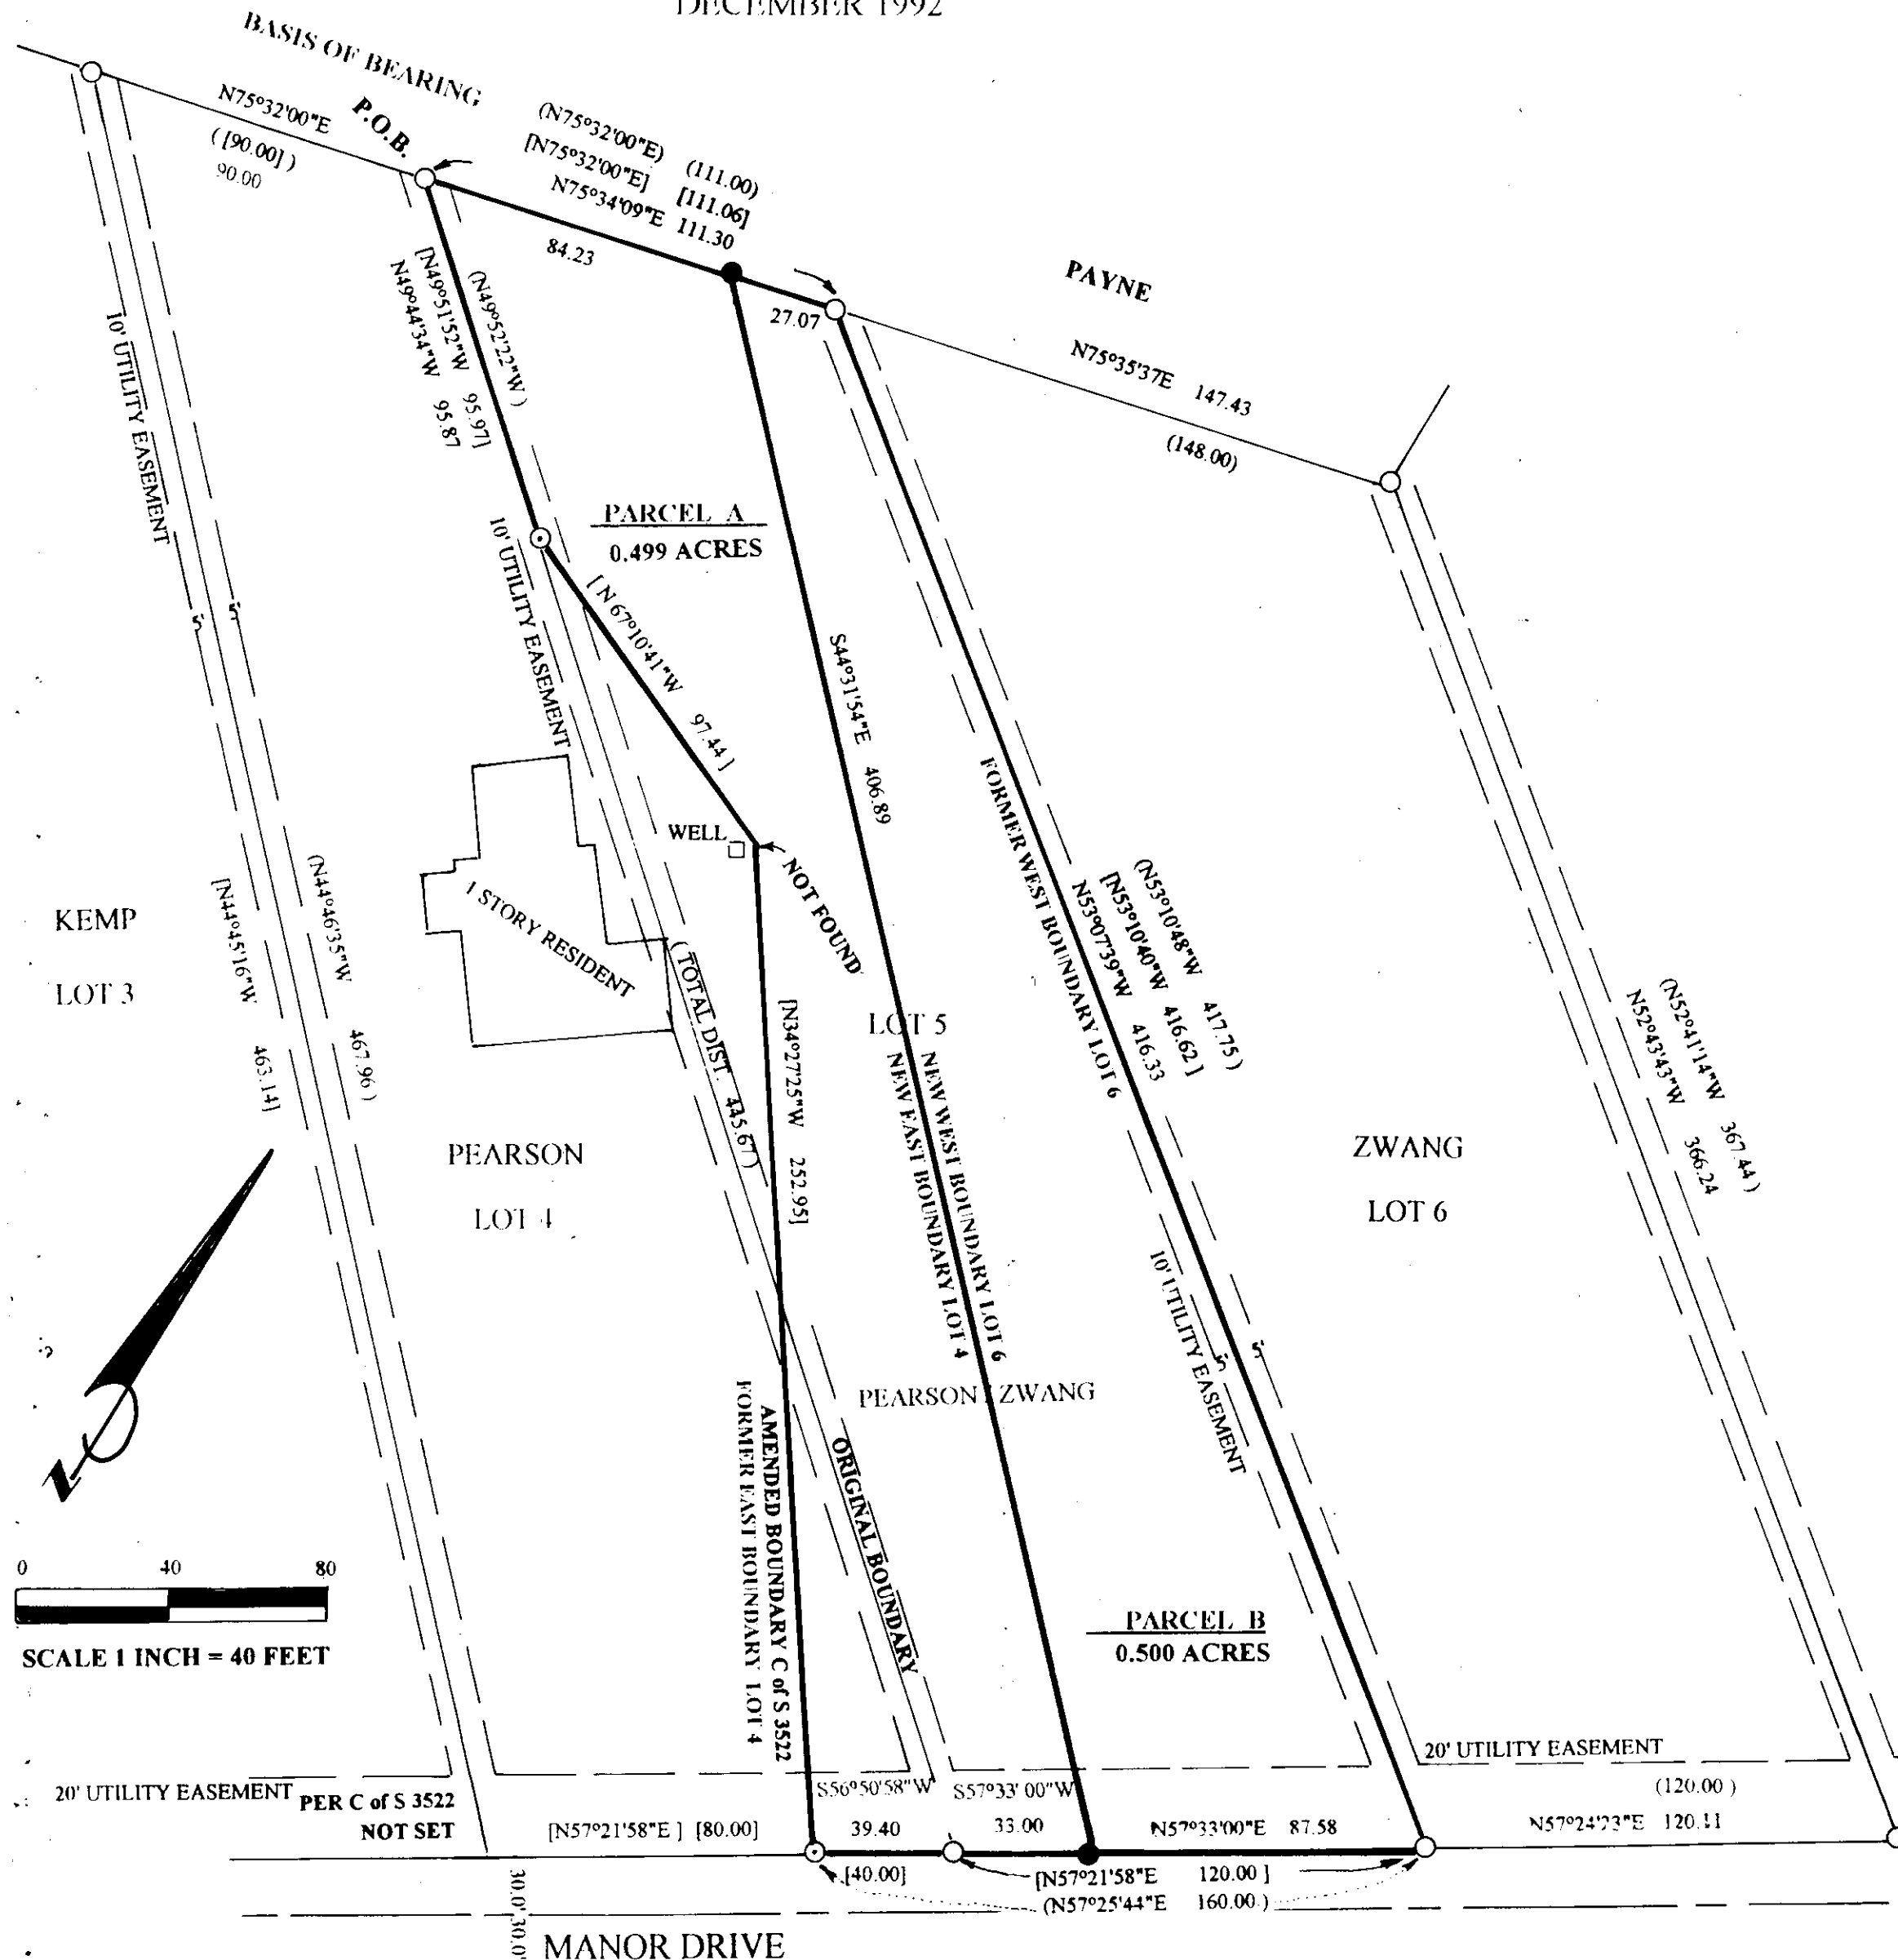 DECEMBER 1992
BASIS OF BEARING
N75°32'00"E
([90.00])
90.00
P.O.B.
(N75°32'00"E) (111.00)
[N75°32'00"E] [111.06]
N75°34'09"E 111.30
84.23
27.07
PAYNE
N75°35'37E 147.43
(148.00)
(N49°52'22"W)
[N49°51'52"W 95.97]
N49°44'34"W 95.87
10' UTILITY EASEMENT
PARCEL A
0.499 ACRES
10' UTILITY EASEMENT
[N 67°10'41"W 97.44]
5' 5'
S44°31'54"E 406.89
FORMER WEST BOUNDARY LOT 6
(N53°10'48"W 417.75)
[N53°10'40"W 416.62]
N53°07'39"W 416.33
WELL
NOT FOUND
1 STORY RESIDENT
KEMP
LOT 3
(N44°46'35"W 467.96)
[N44°45'16"W 463.14]
(TOTAL DIST. 445.67)
[N34°27'25"W 252.95]
LOT 5
NEW WEST BOUNDARY LOT 6
NEW EAST BOUNDARY LOT 4
(N52°41'14"W 367.44)
N52°43'43"W 366.24
PEARSON
LOT 4
ZWANG
LOT 6
10' UTILITY EASEMENT
5' 5'
PEARSON ZWANG
N
AMENDED BOUNDARY C of S 3522
FORMER EAST BOUNDARY LOT 4
ORIGINAL BOUNDARY
0 40 80
SCALE 1 INCH = 40 FEET
PARCEL B
0.500 ACRES
20' UTILITY EASEMENT
20' UTILITY EASEMENT
PER C of S 3522
NOT SET
S56°50'58"W S57°33'00"W
(120.00)
[N57°21'58"E] [80.00] 39.40 33.00 N57°33'00"E 87.58 N57°24'23"E 120.11
[40.00] [N57°21'58"E 120.00]
(N57°25'44"E 160.00)
30.0' 30.0'
MANOR DRIVE